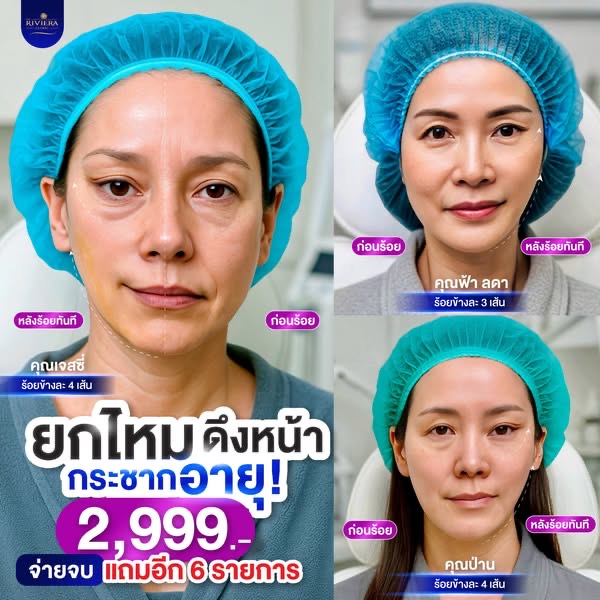 RIVIERA
หลังร้อยทันที
ก่อนร้อย
คุณเจสซี่
ร้อยข้างละ 4 เส้น
ก่อนร้อย
หลังร้อยทันที
คุณฟ้า ลดา
ร้อยข้างละ 3 เส้น
ก่อนร้อย
หลังร้อยทันที
คุณป่าน
ร้อยข้างละ 4 เส้น
ยกไหม ดึงหน้า
กระชากอายุ!
2,999.-
จ่ายจบ แถมอีก 6 รายการ